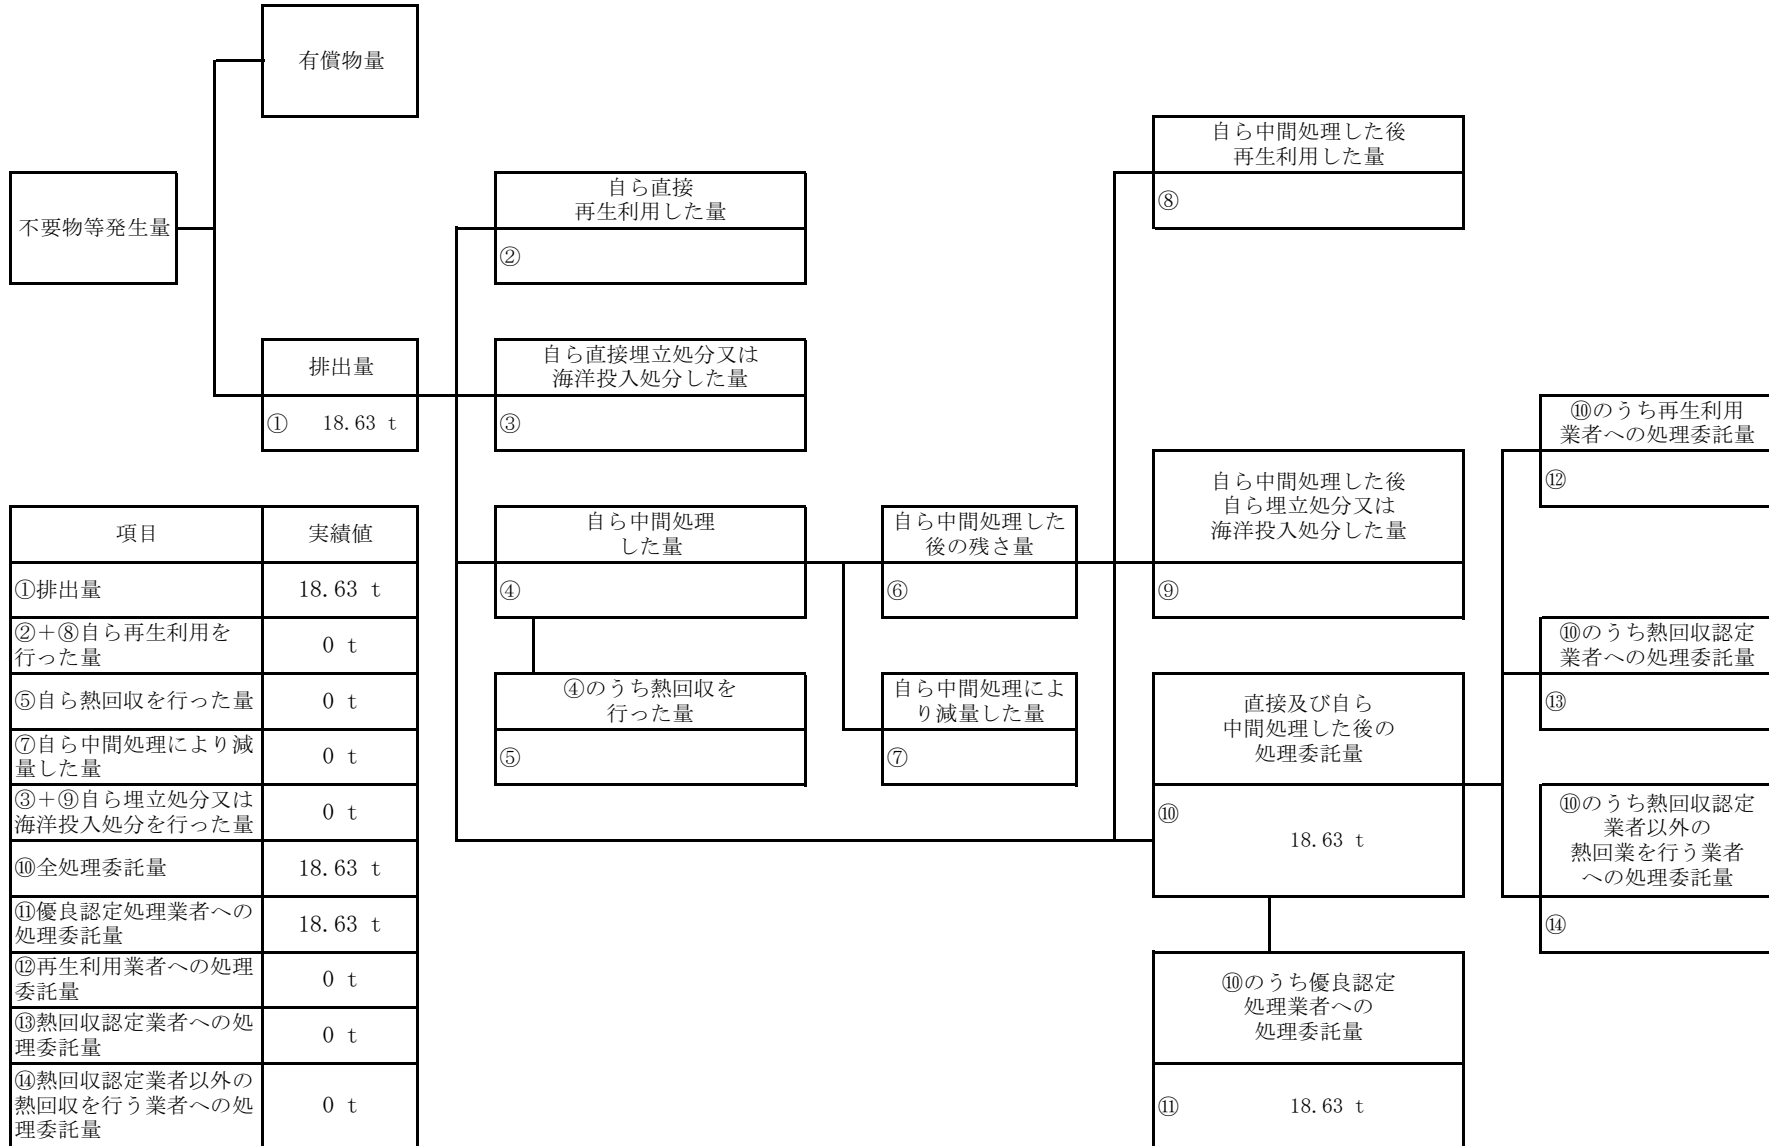 有償物量
不要物等発生量
排出量
① 18.63 t
自ら直接
再生利用した量
②
自ら直接埋立処分又は
海洋投入処分した量
③
自ら中間処理
した量
④
④のうち熱回収を
行った量
⑤
自ら中間処理した
後の残さ量
⑥
自ら中間処理によ
り減量した量
⑦
自ら中間処理した後
再生利用した量
⑧
自ら中間処理した後
自ら埋立処分又は
海洋投入処分した量
⑨
直接及び自ら
中間処理した後の
処理委託量
⑩
18.63 t
⑩のうち優良認定
処理業者への
処理委託量
⑪ 18.63 t
⑩のうち再生利用
業者への処理委託量
⑫
⑩のうち熱回収認定
業者への処理委託量
⑬
⑩のうち熱回収認定
業者以外の
熱回業を行う業者
への処理委託量
⑭
項目 実績値
①排出量 18.63 t
②+⑧自ら再生利用を
行った量 0 t
⑤自ら熱回収を行った量 0 t
⑦自ら中間処理により減
量した量 0 t
③+⑨自ら埋立処分又は
海洋投入処分を行った量 0 t
⑩全処理委託量 18.63 t
⑪優良認定処理業者への
処理委託量 18.63 t
⑫再生利用業者への処理
委託量 0 t
⑬熱回収認定業者への処
理委託量 0 t
⑭熱回収認定業者以外の
熱回収を行う業者への処
理委託量 0 t